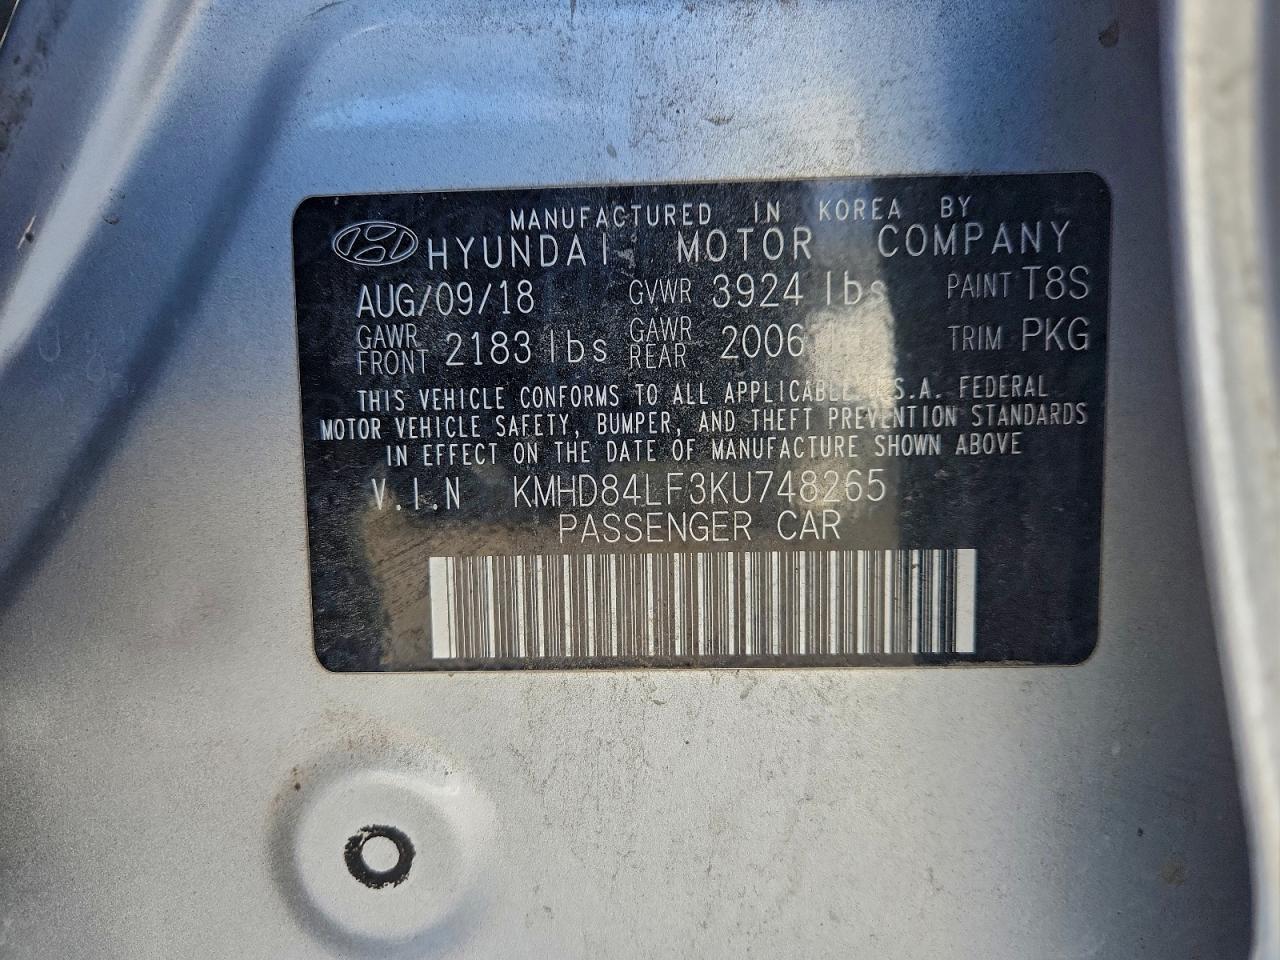 MANUFACTURED IN KOREA BY
HYUNDAI MOTOR COMPANY
AUG/09/18 GVWR 3924 lbs PAINT T8S
GAWR FRONT 2183 lbs GAWR REAR 2006 TRIM PKG
THIS VEHICLE CONFORMS TO ALL APPLICABLE U.S.A. FEDERAL
MOTOR VEHICLE SAFETY, BUMPER, AND THEFT PREVENTION STANDARDS
IN EFFECT ON THE DATE OF MANUFACTURE SHOWN ABOVE
V.I.N KMHD84LF3KU748265
PASSENGER CAR